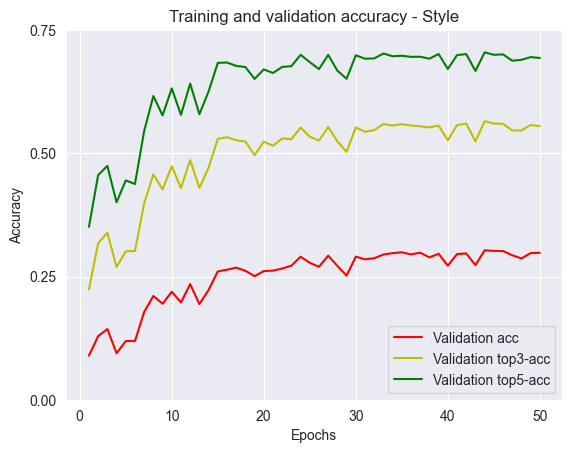 Training and validation accuracy - Style
Accuracy
0.75
0.50
0.25
0.00
0
10
20
30
40
50
Epochs
Validation acc
Validation top3-acc
Validation top5-acc